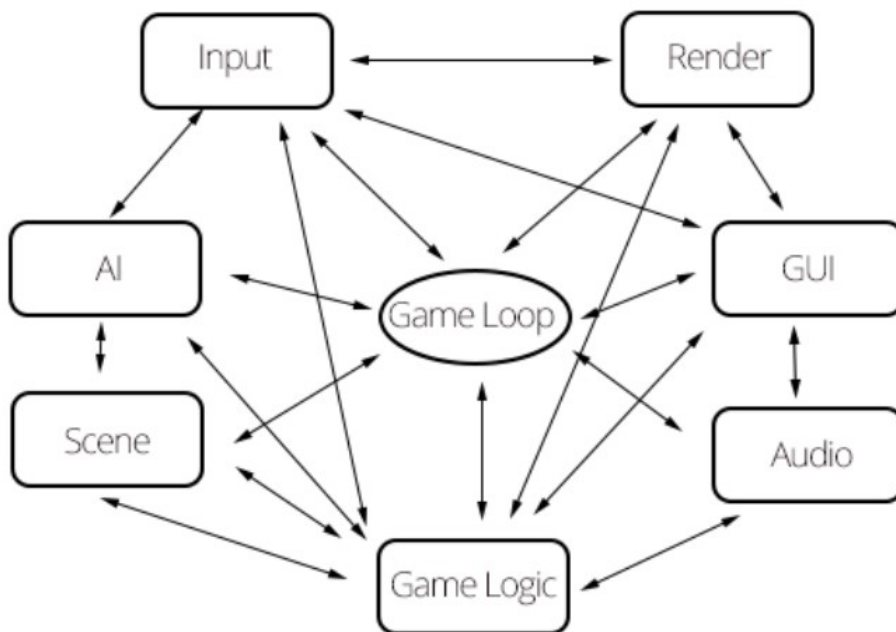 Input
Render
AI
GUI
Game Loop
Scene
Audio
Game Logic